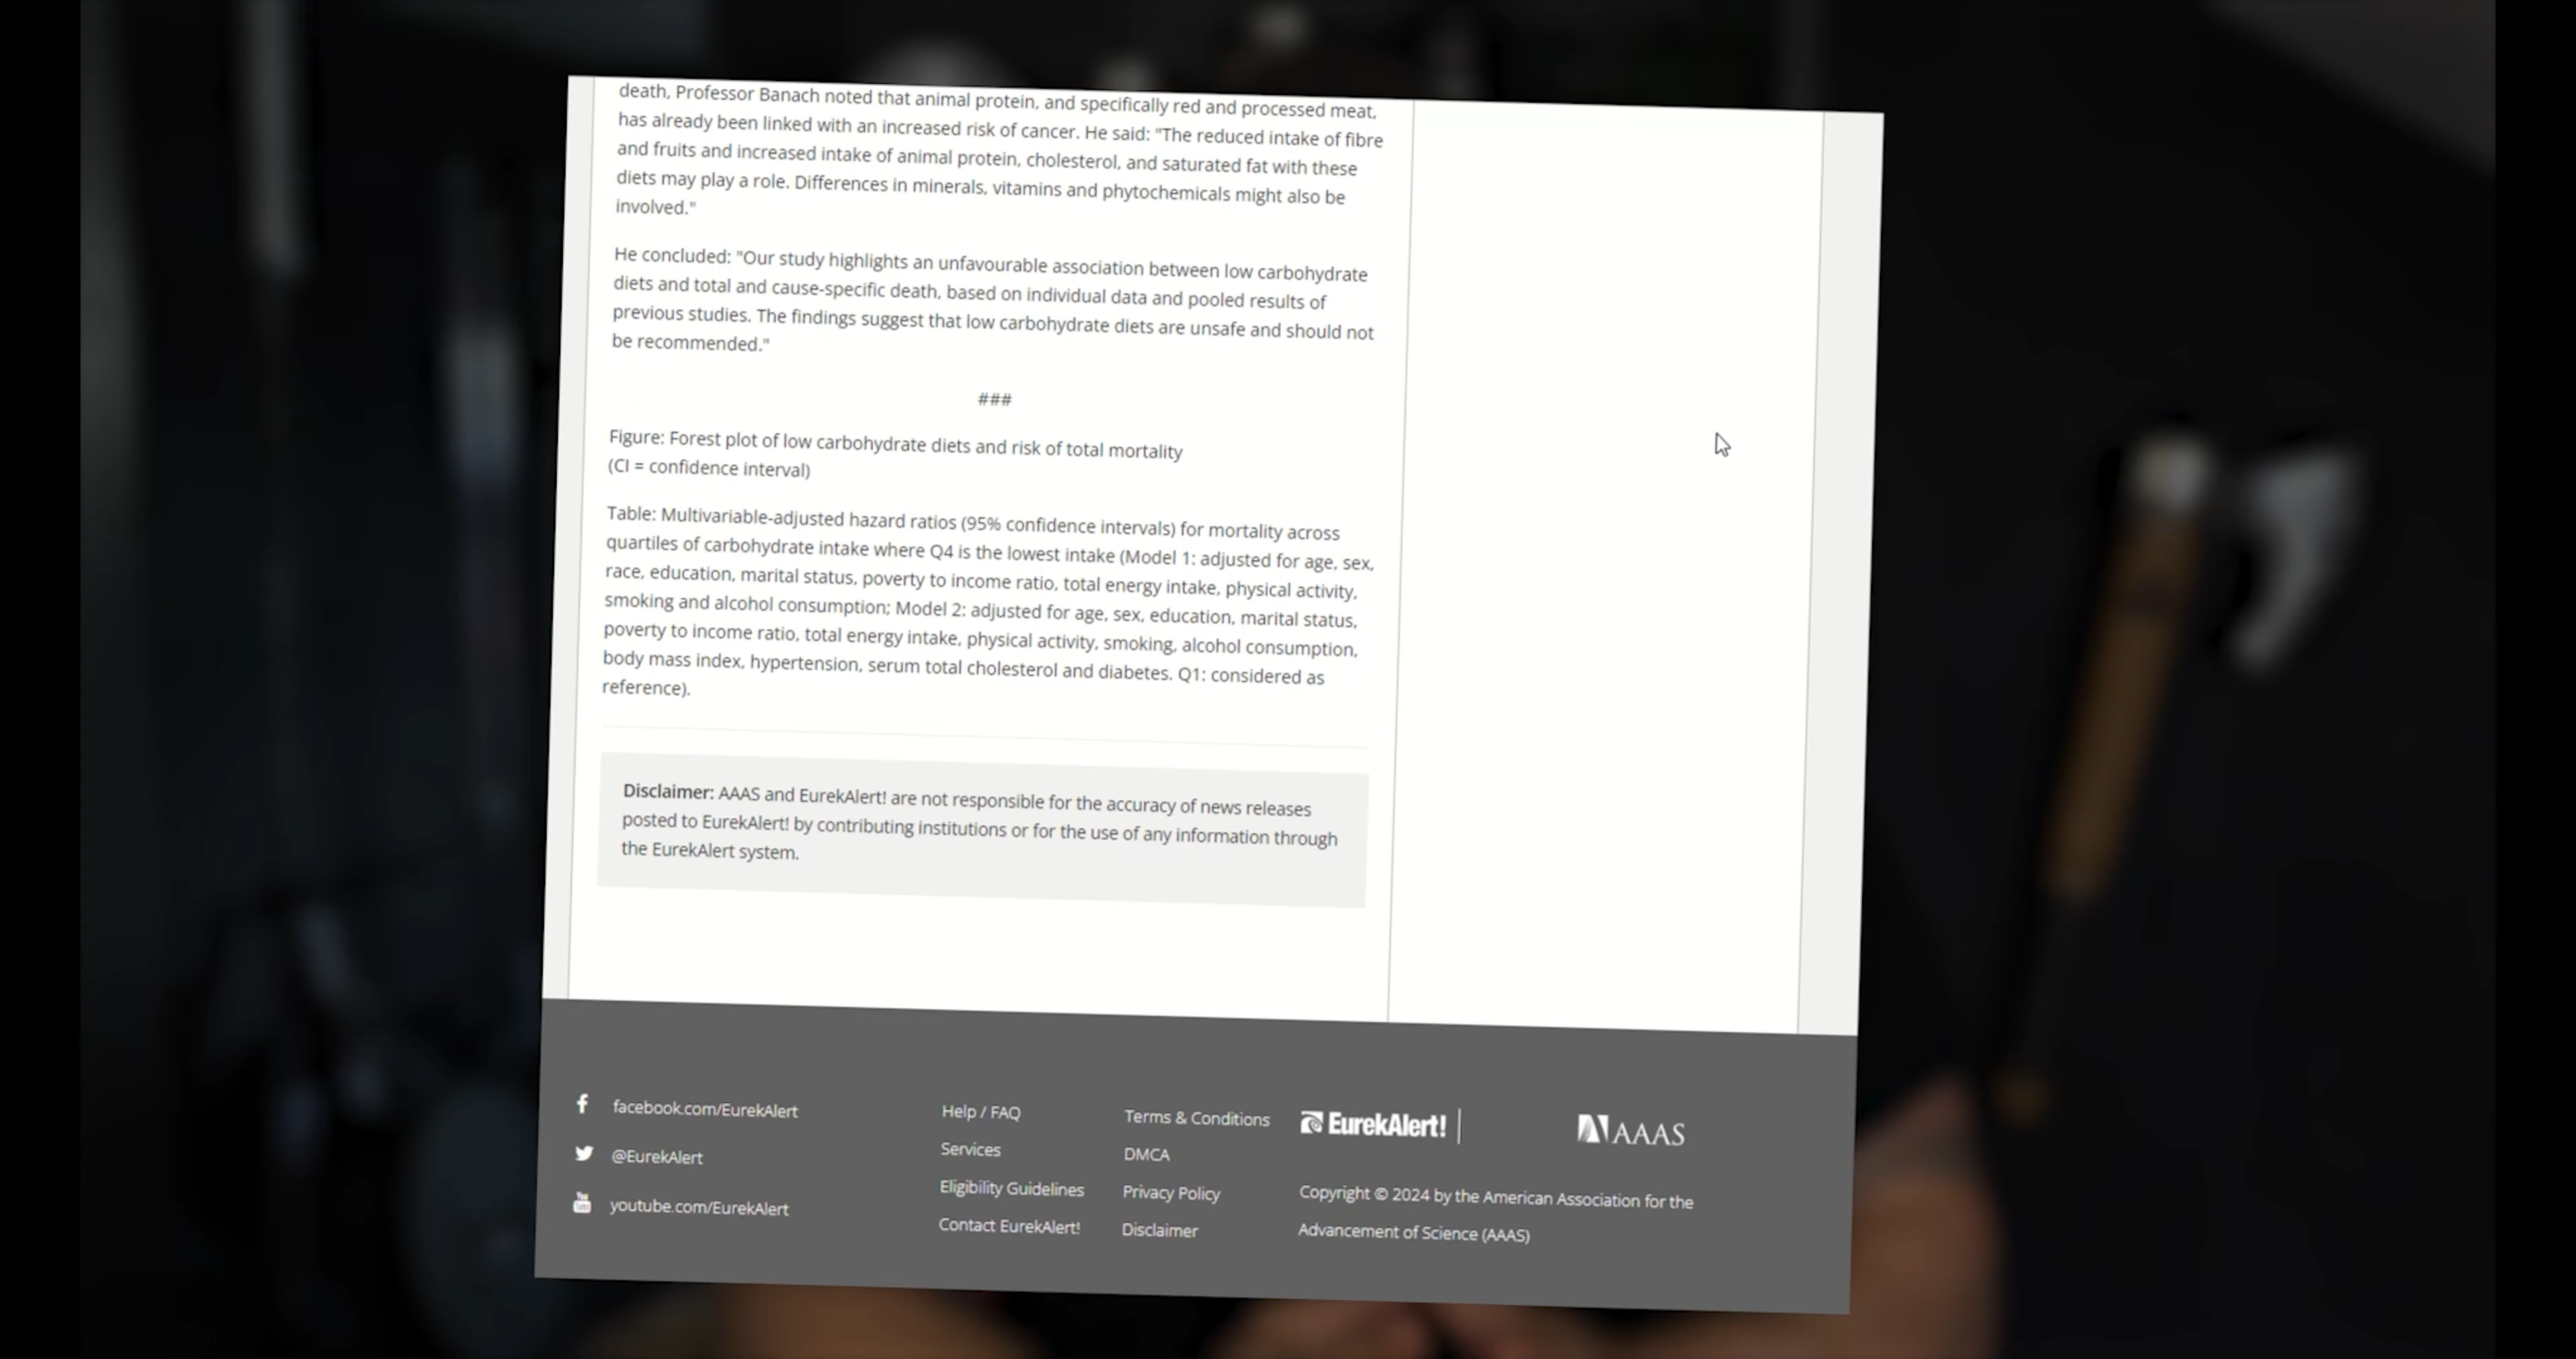 death, Professor Banach noted that animal protein, and specifically red and processed meat,
has already been linked with an increased risk of cancer. He said: "The reduced intake of fibre
and fruits and increased intake of animal protein, cholesterol, and saturated fat with these
diets may play a role. Differences in minerals, vitamins and phytochemicals might also be
involved."
He concluded: "Our study highlights an unfavourable association between low carbohydrate
diets and total and cause-specific death, based on individual data and pooled results of
previous studies. The findings suggest that low carbohydrate diets are unsafe and should not
be recommended."
###
Figure: Forest plot of low carbohydrate diets and risk of total mortality
(CI = confidence interval)
Table: Multivariable-adjusted hazard ratios (95% confidence intervals) for mortality across
quartiles of carbohydrate intake where Q4 is the lowest intake (Model 1: adjusted for age, sex,
race, education, marital status, poverty to income ratio, total energy intake, physical activity,
smoking and alcohol consumption; Model 2: adjusted for age, sex, education, marital status,
poverty to income ratio, total energy intake, physical activity, smoking, alcohol consumption,
body mass index, hypertension, serum total cholesterol and diabetes. Q1: considered as
reference).
Disclaimer: AAAS and EurekAlert! are not responsible for the accuracy of news releases
posted to EurekAlert! by contributing institutions or for the use of any information through
the EurekAlert system.
facebook.com/EurekAlert
@EurekAlert
youtube.com/EurekAlert
Help / FAQ
Services
Eligibility Guidelines
Contact EurekAlert!
Terms & Conditions
DMCA
Privacy Policy
Disclaimer
EurekAlert!
AAAS
Copyright © 2024 by the American Association for the
Advancement of Science (AAAS)